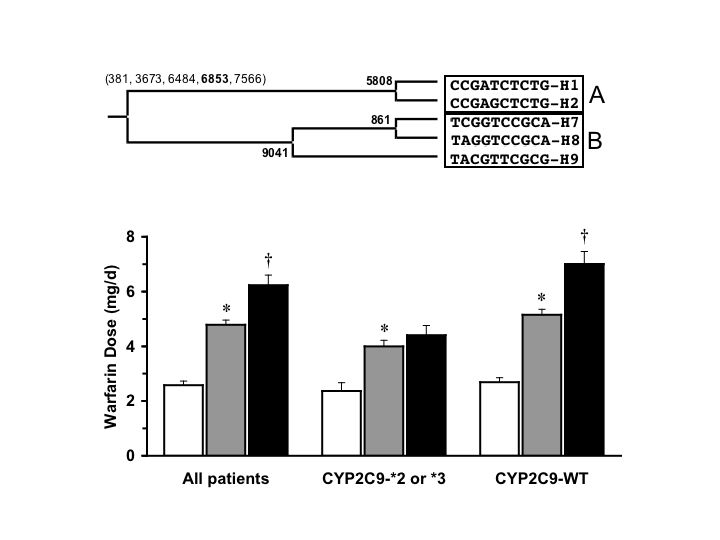 (381, 3673, 6484, 6853, 7566)
5808
CCGATCTCTG-H1
CCGAGCTCTG-H2
A
861
TCGGTCCGCA-H7
TAGGTCCGCA-H8
B
9041
TACGTTCGCG-H9
Warfarin Dose (mg/d)
8
6
4
2
0
*
†
*
*
†
All patients
CYP2C9-*2 or *3
CYP2C9-WT